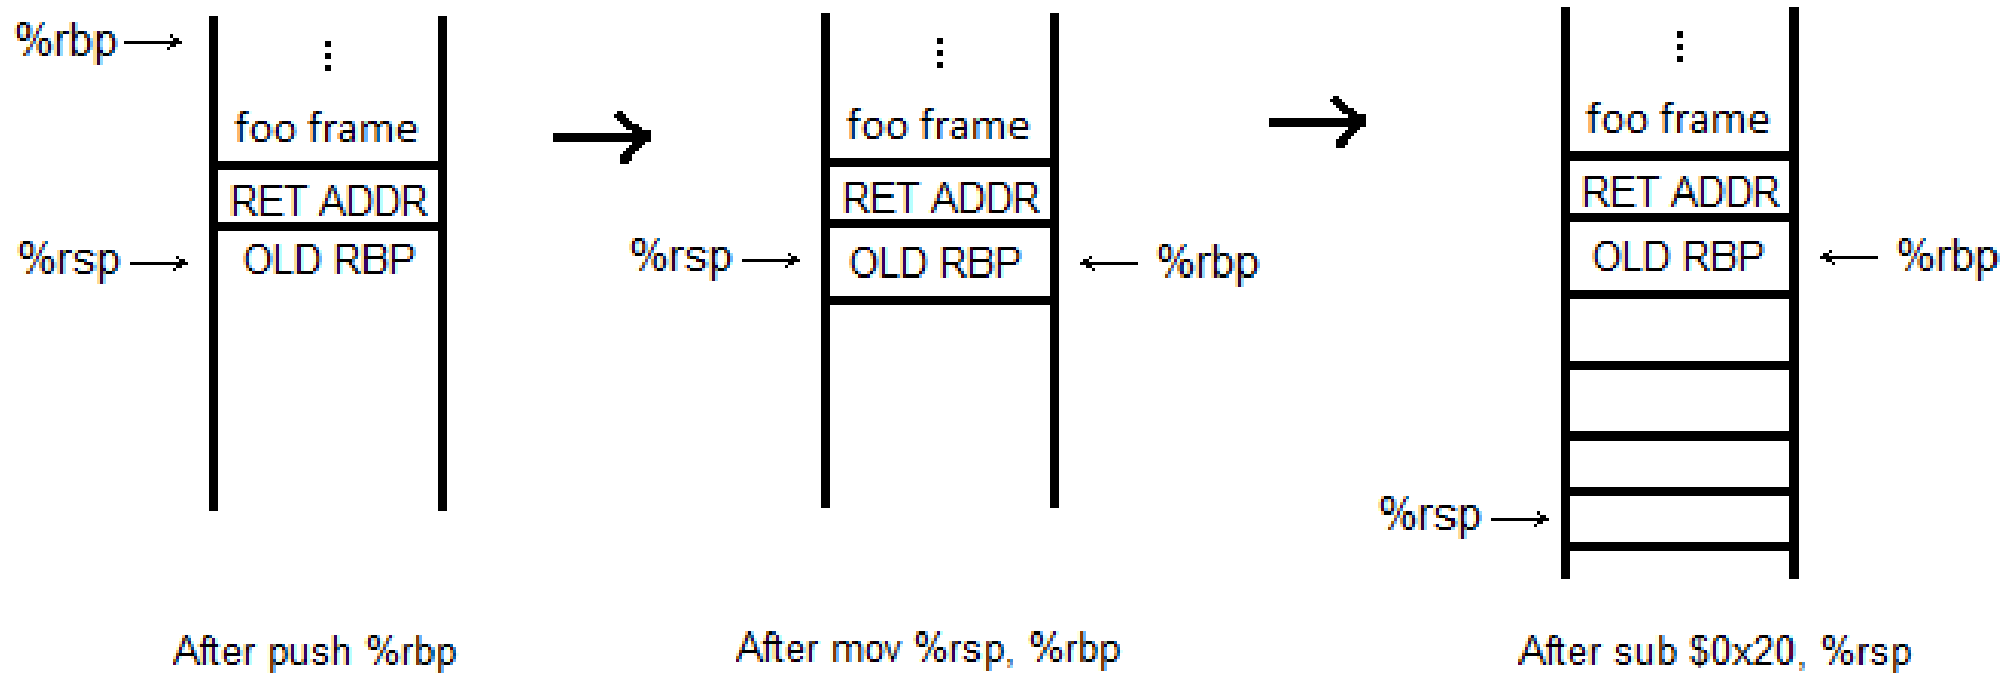 %rbp
⋮
foo frame
RET ADDR
%rsp
OLD RBP
After push %rbp
⋮
foo frame
RET ADDR
%rsp
OLD RBP
%rbp
After mov %rsp, %rbp
⋮
foo frame
RET ADDR
OLD RBP
%rbp
%rsp
After sub $0x20, %rsp